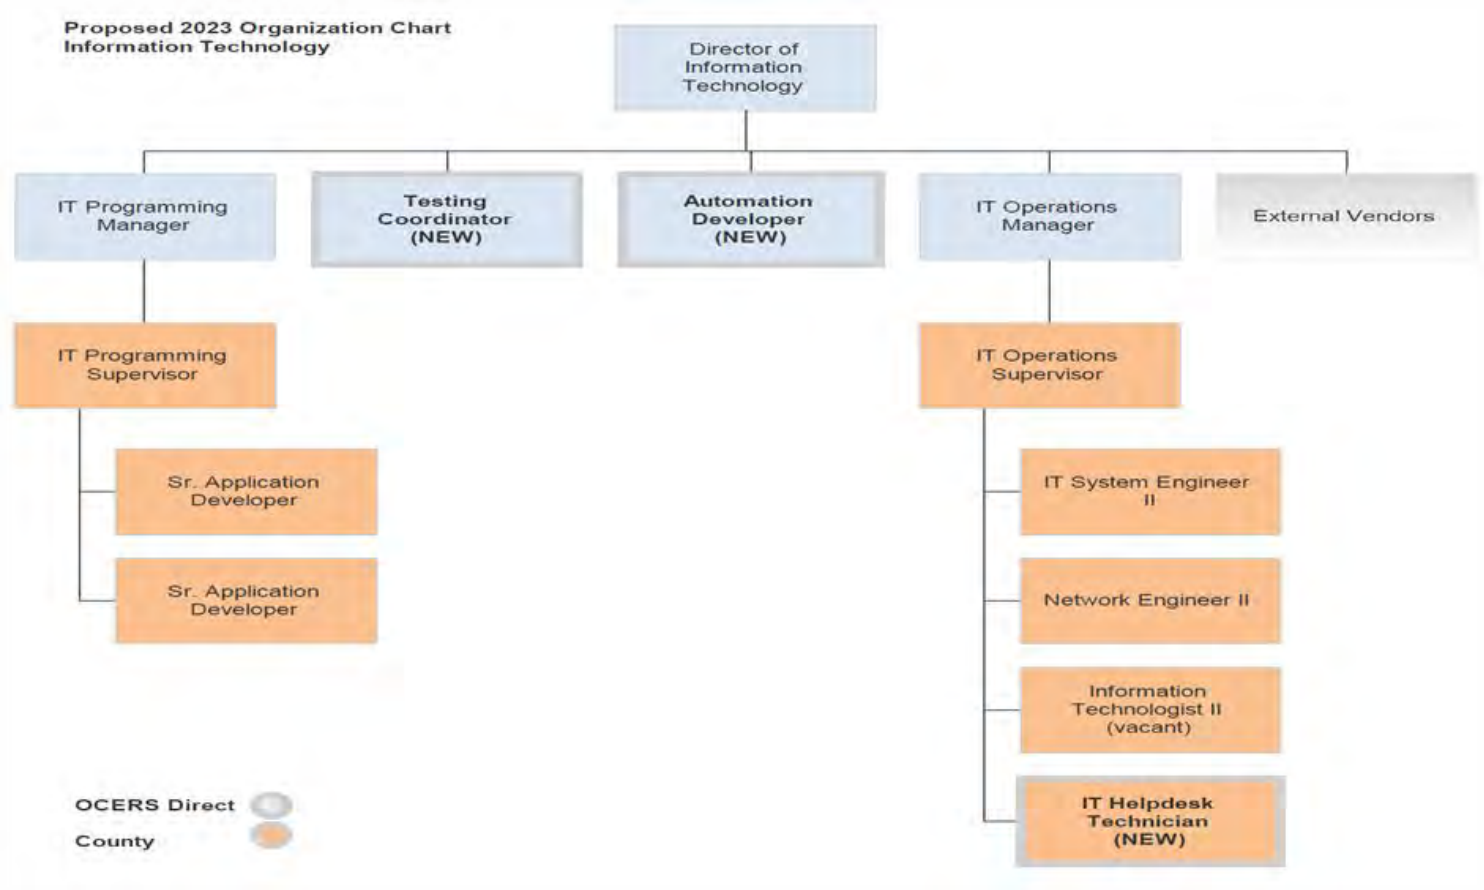 Proposed 2023 Organization Chart
Information Technology
Director of
Information
Technology
IT Programming
Manager
Testing
Coordinator
(NEW)
Automation
Developer
(NEW)
IT Operations
Manager
External Vendors
IT Programming
Supervisor
IT Operations
Supervisor
Sr. Application
Developer
Sr. Application
Developer
IT System Engineer
II
Network Engineer II
Information
Technologist II
(vacant)
IT Helpdesk
Technician
(NEW)
OCERS Direct
County